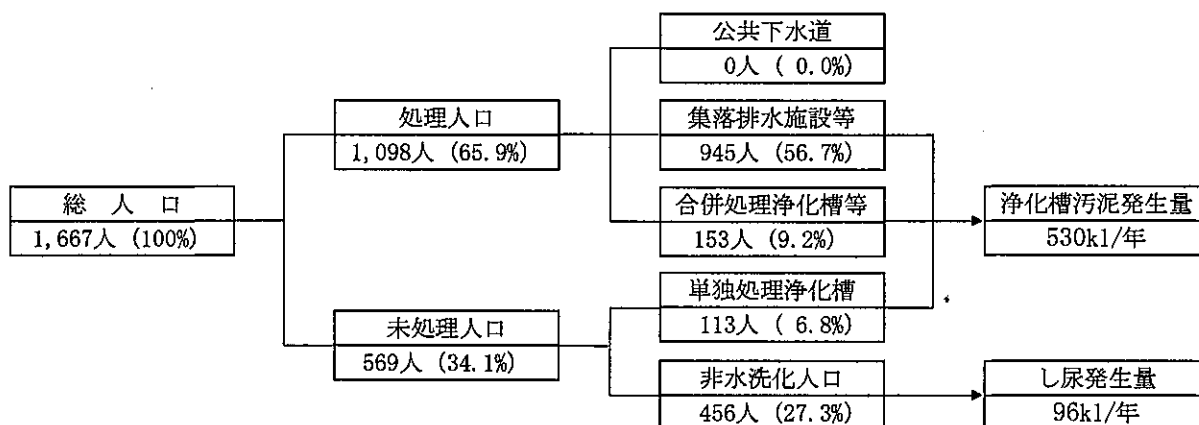 公共下水道
0人 ( 0.0%)
処理人口
1,098人 (65.9%)
集落排水施設等
945人 (56.7%)
総 人 口
1,667人 (100%)
合併処理浄化槽等
153人 (9.2%)
浄化槽汚泥発生量
530kl/年
単独処理浄化槽
113人 ( 6.8%)
未処理人口
569人 (34.1%)
非水洗化人口
456人 (27.3%)
し尿発生量
96kl/年